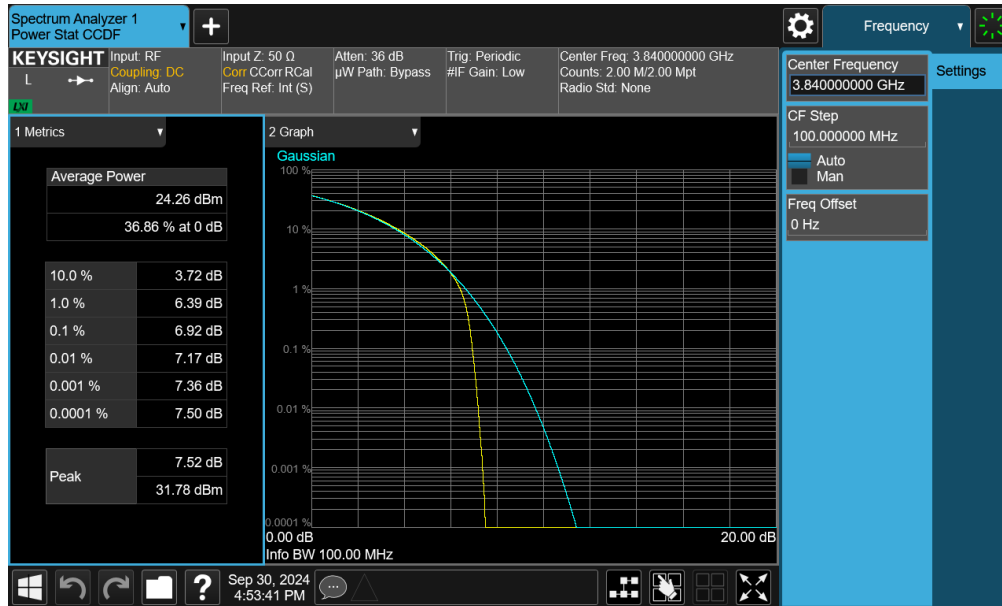 Spectrum Analyzer 1
Power Stat CCDF
Frequency
KEYSIGHT
L
LXI
Input: RF
Coupling: DC
Align: Auto
Input Z: 50 Ω
Corr CCorr RCal
Freq Ref: Int (S)
Atten: 36 dB
µW Path: Bypass
Trig: Periodic
#IF Gain: Low
Center Freq: 3.840000000 GHz
Counts: 2.00 M/2.00 Mpt
Radio Std: None
Center Frequency
3.840000000 GHz
Settings
CF Step
100.000000 MHz
Auto
Man
Freq Offset
0 Hz
1 Metrics
Average Power
24.26 dBm
36.86 % at 0 dB
10.0 % 3.72 dB
1.0 % 6.39 dB
0.1 % 6.92 dB
0.01 % 7.17 dB
0.001 % 7.36 dB
0.0001 % 7.50 dB
Peak
7.52 dB
31.78 dBm
2 Graph
Gaussian
100 %
10 %
1 %
0.1 %
0.01 %
0.001 %
0.0001 %
0.00 dB 20.00 dB
Info BW 100.00 MHz
?
Sep 30, 2024
4:53:41 PM